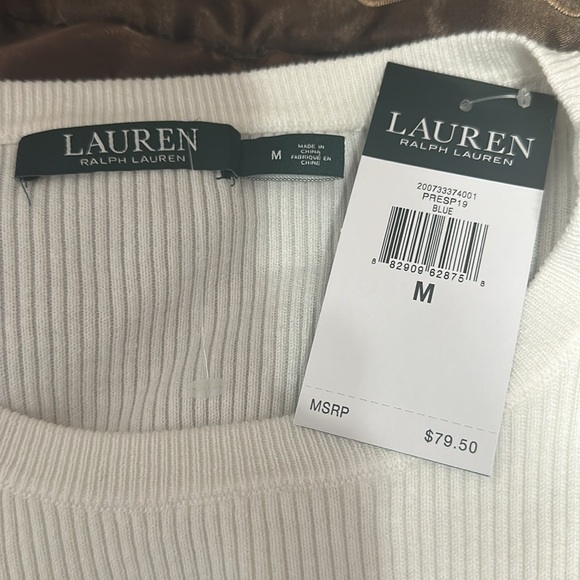 LAUREN
RALPH LAUREN
M
MADE IN
CHINA
FABRIQUÉ EN
CHINE
LAUREN
RALPH LAUREN
200733374001
PRESP19
BLUE
8 82909 62875 8
M
MSRP
$79.50